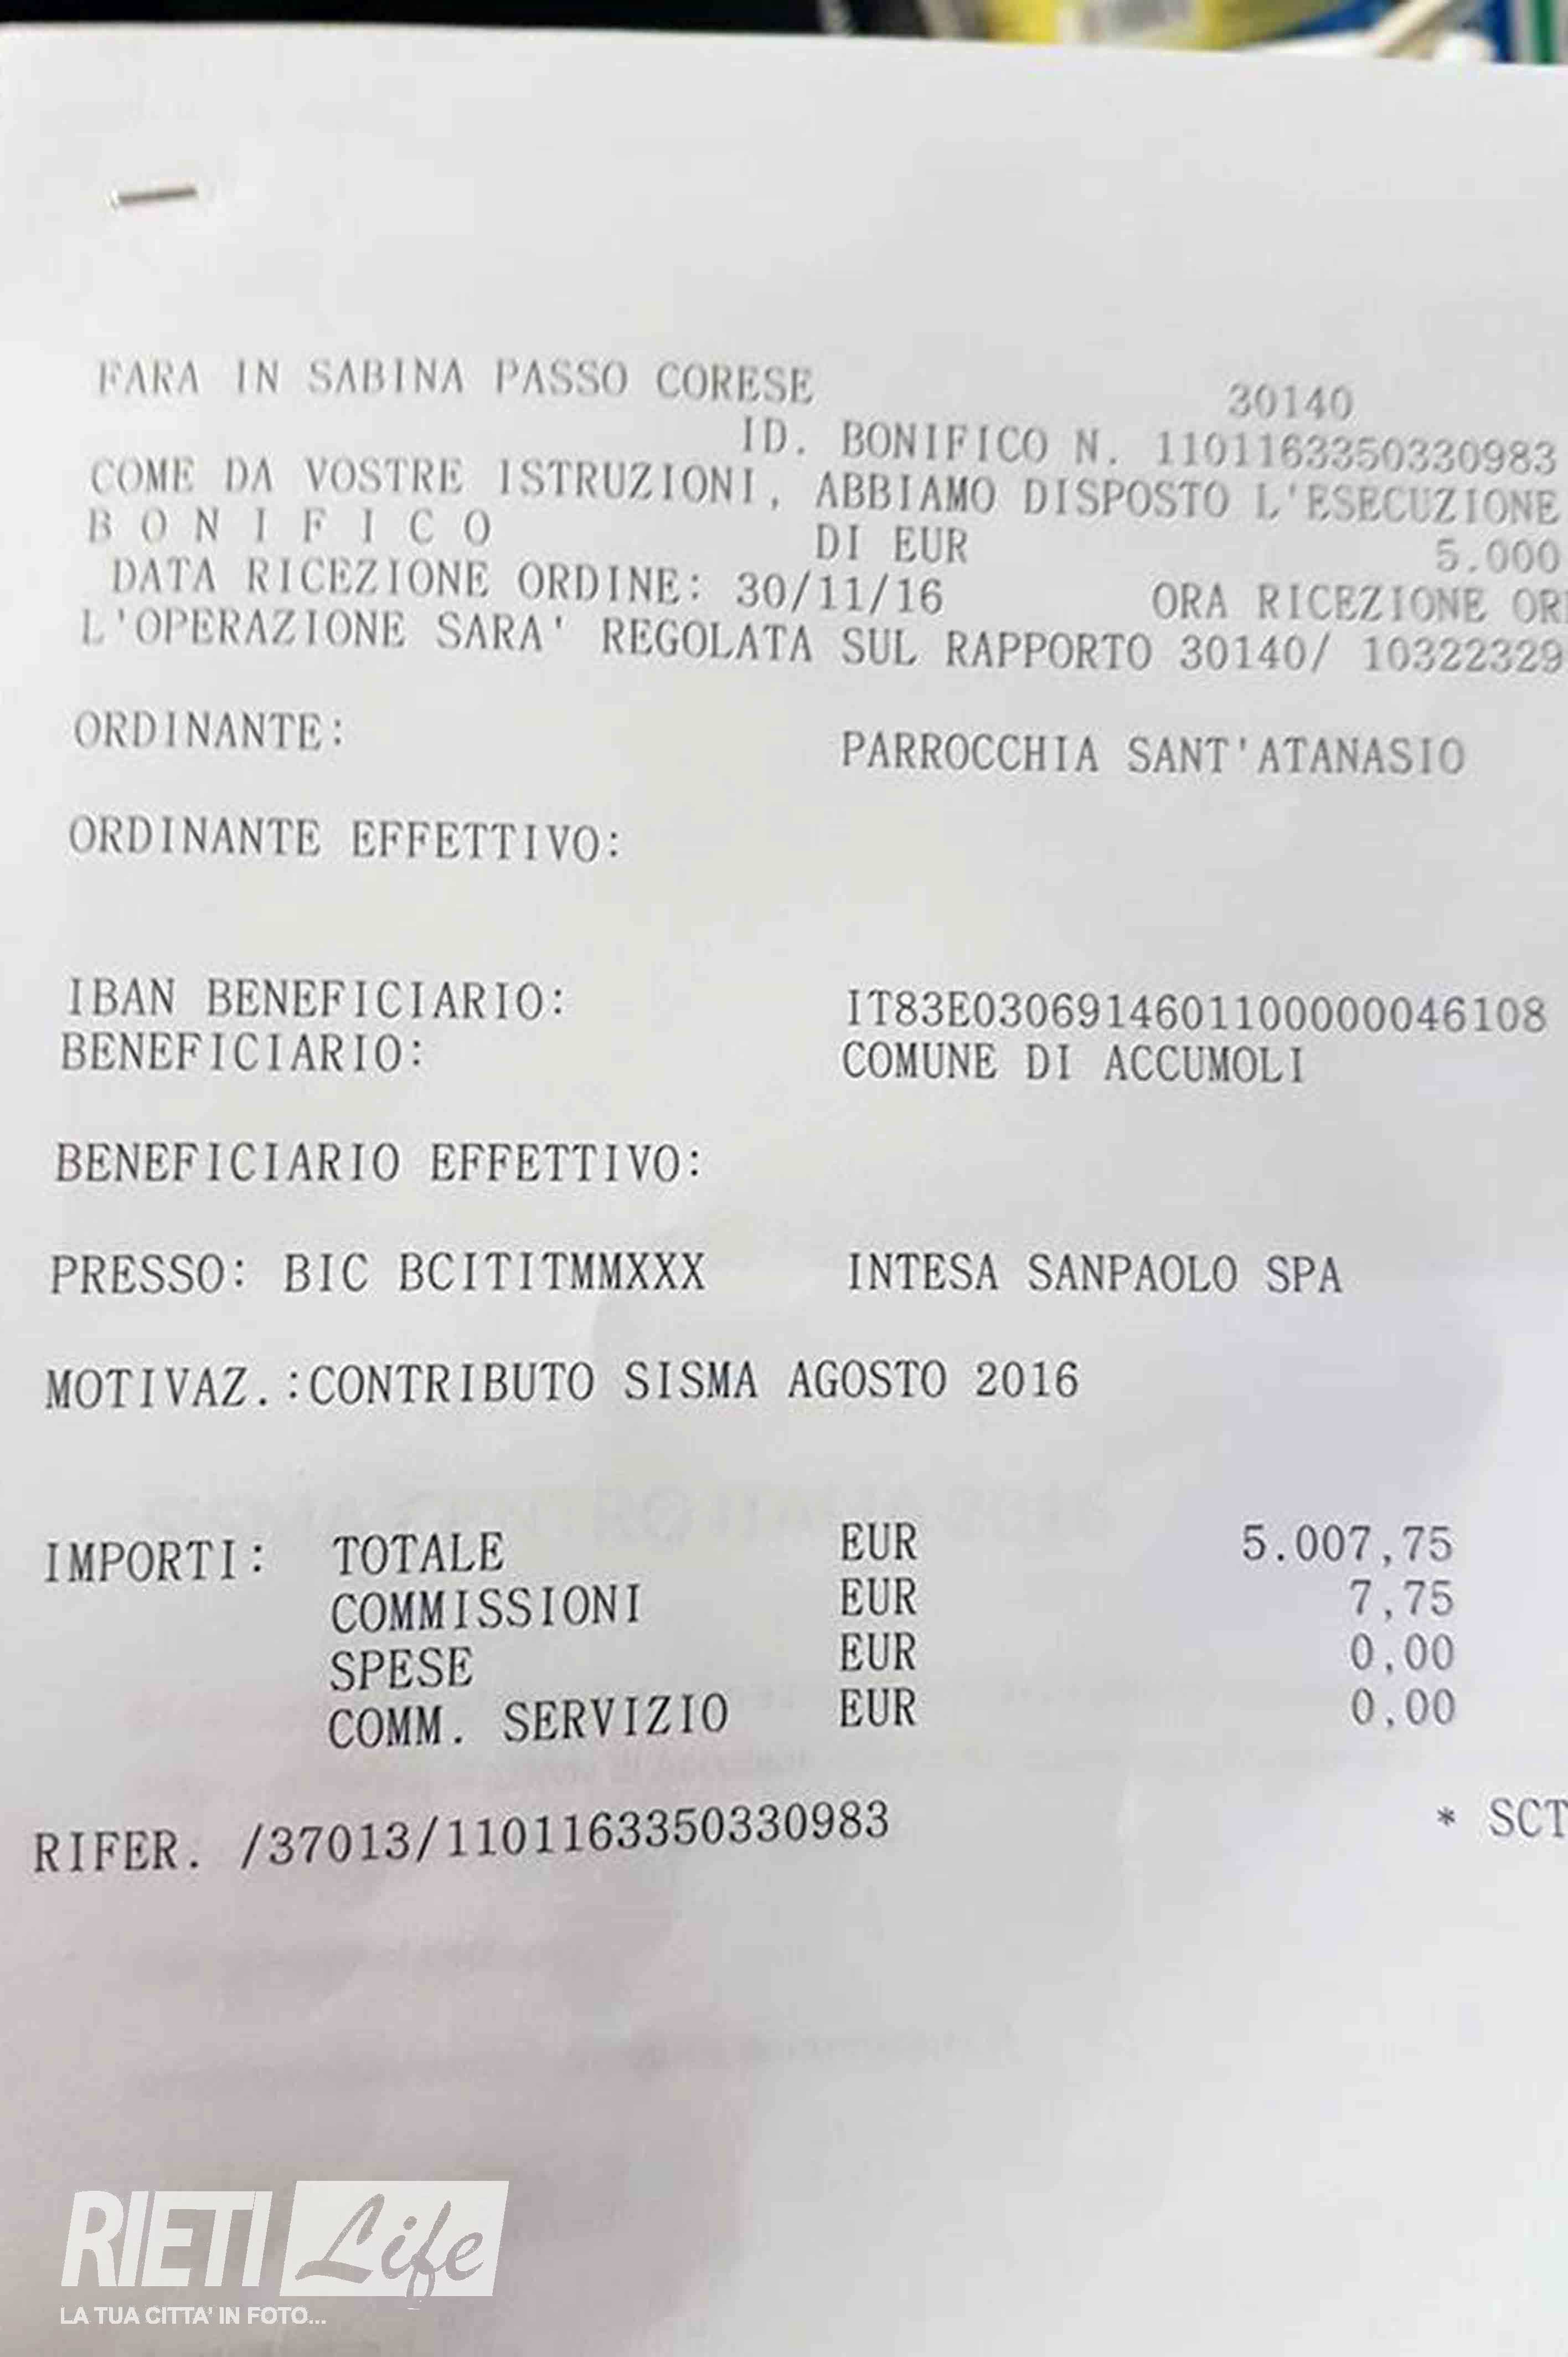 FARA IN SABINA PASSO CORESE 30140
ID. BONIFICO N. 1101163350330983
COME DA VOSTRE ISTRUZIONI, ABBIAMO DISPOSTO L'ESECUZIONE
B O N I F I C O DI EUR 5.000
DATA RICEZIONE ORDINE: 30/11/16 ORA RICEZIONE
L'OPERAZIONE SARA' REGOLATA SUL RAPPORTO 30140/ 10322329
ORDINANTE: PARROCCHIA SANT'ATANASIO
ORDINANTE EFFETTIVO:
IBAN BENEFICIARIO: IT83E0306914601100000046108
BENEFICIARIO: COMUNE DI ACCUMOLI
BENEFICIARIO EFFETTIVO:
PRESSO: BIC BCITITMMXXX INTESA SANPAOLO SPA
MOTIVAZ.:CONTRIBUTO SISMA AGOSTO 2016
IMPORTI: TOTALE EUR 5.007,75
COMMISSIONI EUR 7,75
SPESE EUR 0,00
COMM. SERVIZIO EUR 0,00
RIFER. /37013/1101163350330983 * SCT
RIETI Life
LA TUA CITTA' IN FOTO...